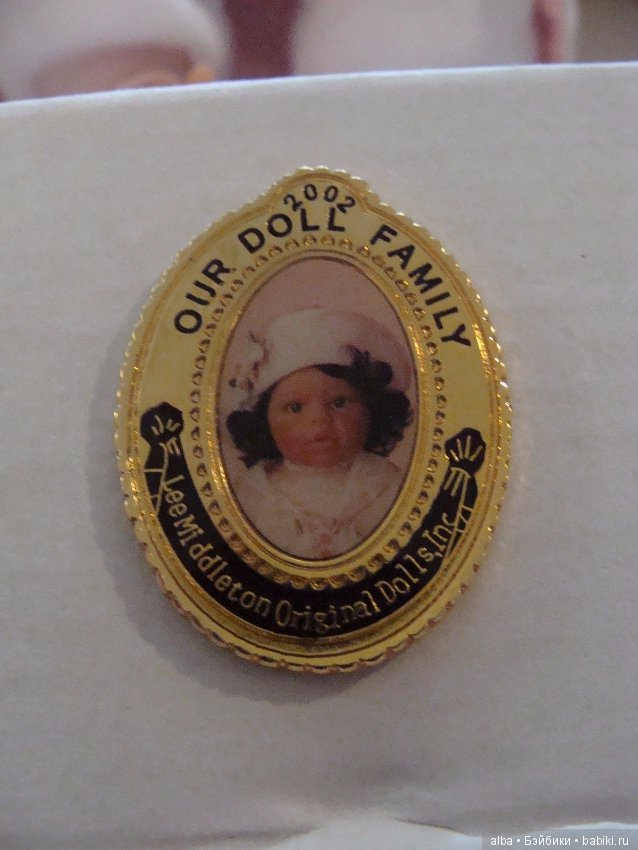 2002
OUR DOLL FAMILY
Lee Middleton Original Dolls, Inc.
alba • Бэйбики • babiki.ru